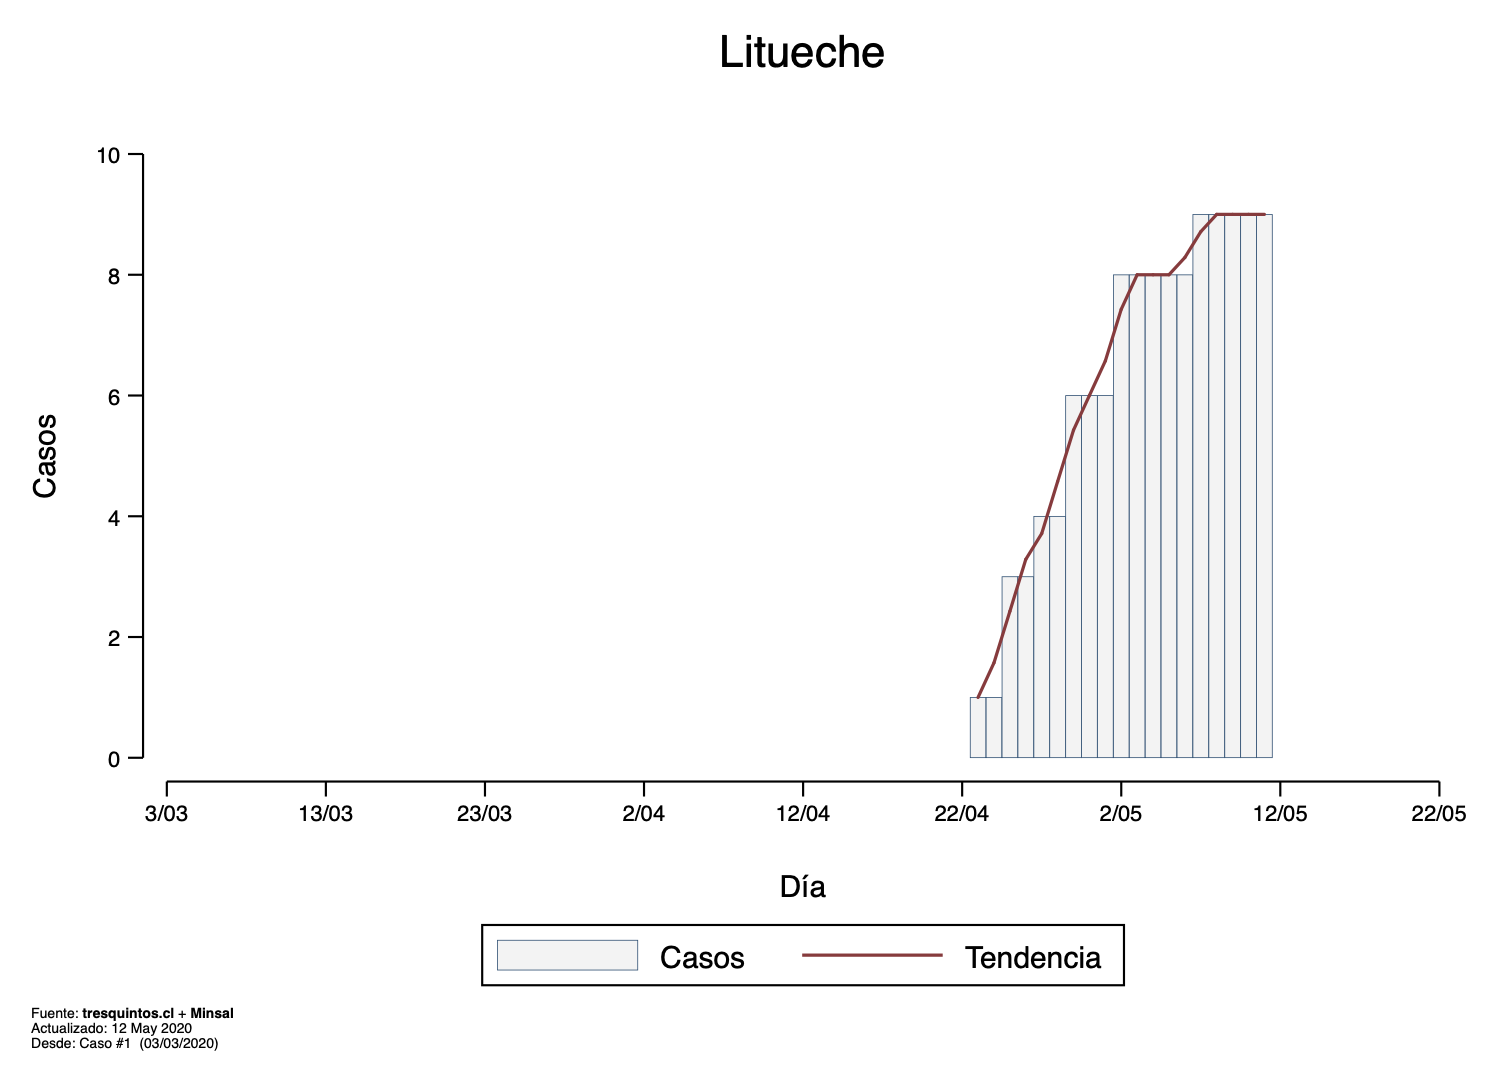 Litueche
10
8
6
4
2
0
Casos
3/03 13/03 23/03 2/04 12/04 22/04 2/05 12/05 22/05
Día
Casos Tendencia
Fuente: tresquintos.cl + Minsal
Actualizado: 12 May 2020
Desde: Caso #1 (03/03/2020)